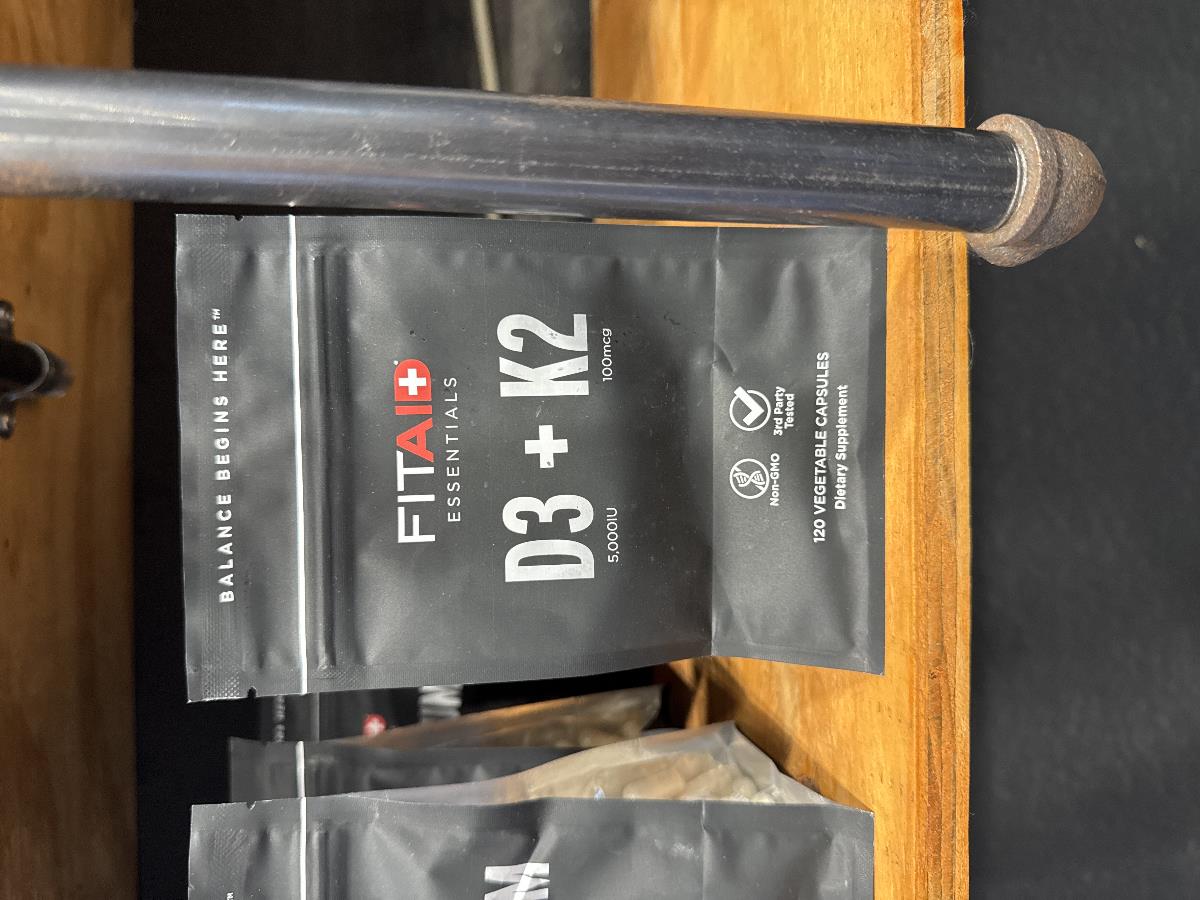 BALANCE BEGINS HERE™
FITAID
ESSENTIALS
D3 + K2
5,000IU 100mcg
Non-GMO
3rd Party
Tested
120 VEGETABLE CAPSULES
Dietary Supplement